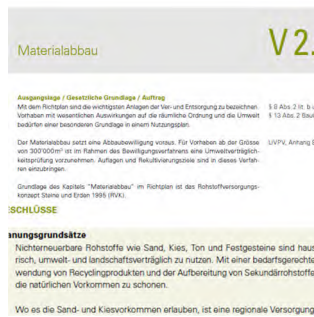 Materialabbau
V 2.
Ausgangslage / Gesetzliche Grundlage / Auftrag
Mit dem Richtplan sind die wichtigsten Anlagen der Ver- und Entsorgung zu bezeichnen. § 8 Abs. 2 lit. b
Vorhaben mit wesentlichen Auswirkungen auf die räumliche Ordnung und die Umwelt § 13 Abs. 2
bedürfen einer besonderen Grundlage in einem Nutzungsplan.
Der Materialabbau setzt eine Abbaubewilligung voraus. Für Vorhaben ab der Grösse UVPV, Anhang
von 300'000m³ ist im Rahmen des Bewilligungsverfahrens eine Umweltverträglich-
keitsprüfung vorzunehmen. Auflagen und Rekultivierungsziele sind in dieses Verfah-
ren einzubringen.
Grundlage des Kapitels "Materialabbau" im Richtplan ist das Rohstoffversorgungs-
konzept Steine und Erden 1995 (RVK).
SCHLÜSSE
anungsgrundsätze
Nichterneuerbare Rohstoffe wie Sand, Kies, Ton und Festgesteine sind haus
risch, umwelt- und landschaftsverträglich zu nutzen. Mit einer bedarfsgerechte
wendung von Recyclingprodukten und der Aufbereitung von Sekundärrohstoffe
die natürlichen Vorkommen zu schonen.
Wo es die Sand- und Kiesvorkommen erlauben, ist eine regionale Versorgung